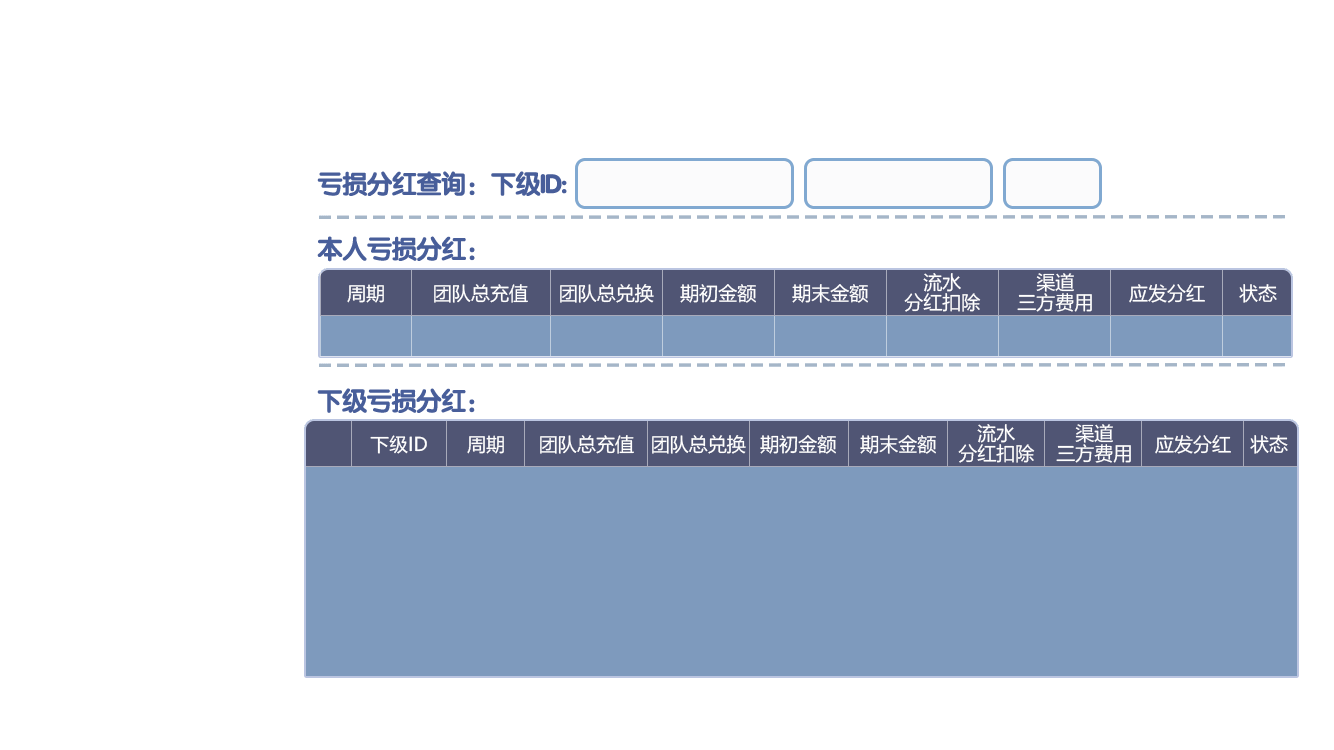 亏损分红查询：下级ID:
本人亏损分红：
周期 团队总充值 团队总兑换 期初金额 期末金额 流水 分红扣除 渠道 三方费用 应发分红 状态
下级亏损分红：
下级ID 周期 团队总充值 团队总兑换 期初金额 期末金额 流水 分红扣除 渠道 三方费用 应发分红 状态